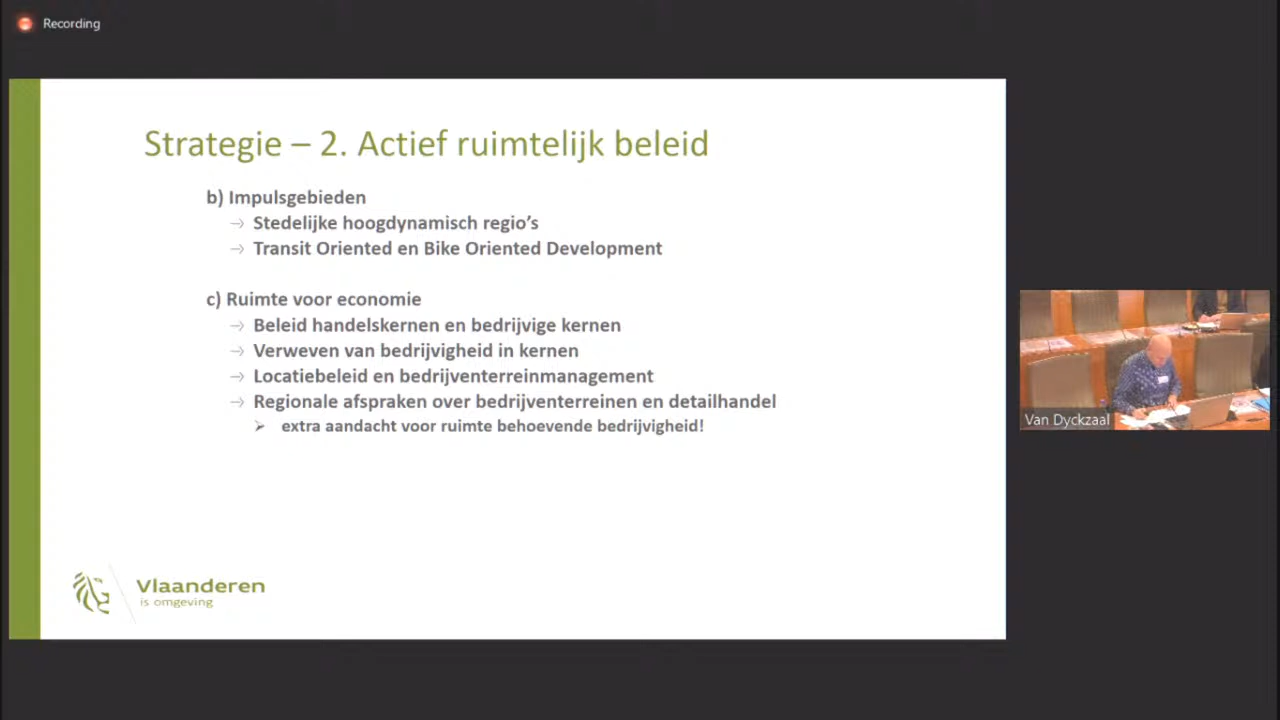 Recording
Strategie – 2. Actief ruimtelijk beleid
b) Impulsgebieden
→ Stedelijke hoogdynamisch regio’s
→ Transit Oriented en Bike Oriented Development
c) Ruimte voor economie
→ Beleid handelskernen en bedrijvige kernen
→ Verweven van bedrijvigheid in kernen
→ Locatiebeleid en bedrijventerreinmanagement
→ Regionale afspraken over bedrijventerreinen en detailhandel
➢ extra aandacht voor ruimte behoevende bedrijvigheid!
Van Dyckzaal
Vlaanderen
is omgeving